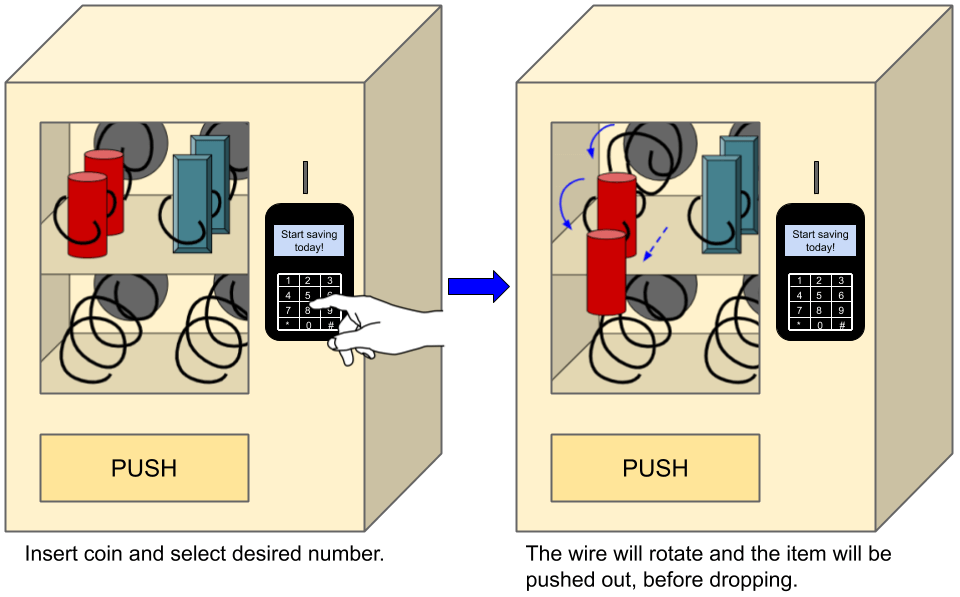 Start saving
today!
1 2 3
4 5 6
7 8 9
* 0 #
PUSH
Insert coin and select desired number.
Start saving
today!
1 2 3
4 5 6
7 8 9
* 0 #
PUSH
The wire will rotate and the item will be
pushed out, before dropping.